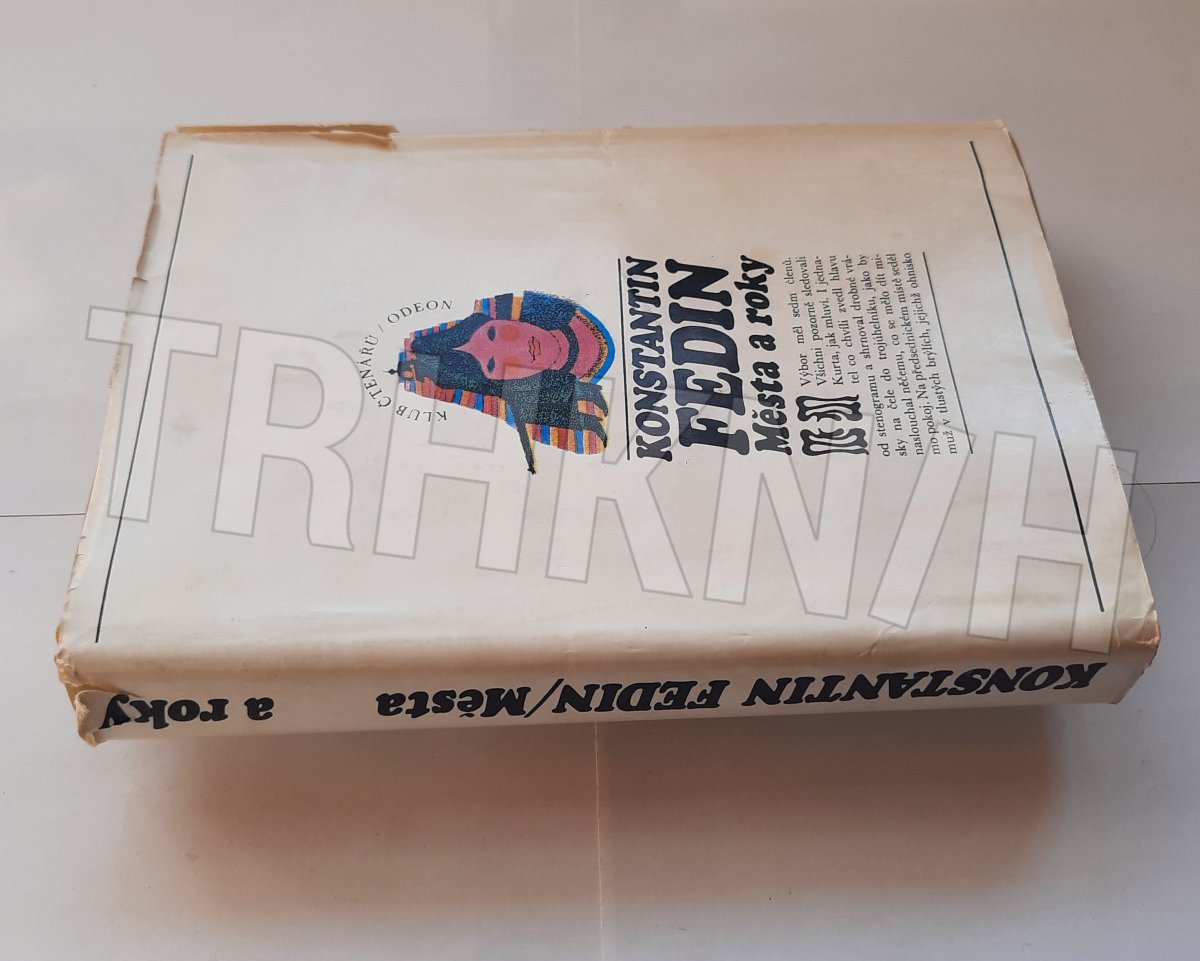 KLUB ČTENÁŘŮ / ODEON
KONSTANTIN
FEDIN
Města a roky
Výbor měl sedm členů.
Všichni pozorně sledovali
Kurta, jak mluví. I jedna-
tel co chvíli zvedl hlavu
od stenogramu a shrnoval drobné vrá-
sky na čele do trojúhelníku, jako by
naslouchal něčemu, co se mělo dít mi-
mo pokoj. Na předsednickém místě seděl
muž v tlustých brýlích, jejichž ohnisko
KONSTANTIN FEDIN/Města
a roky
TRHKNIH